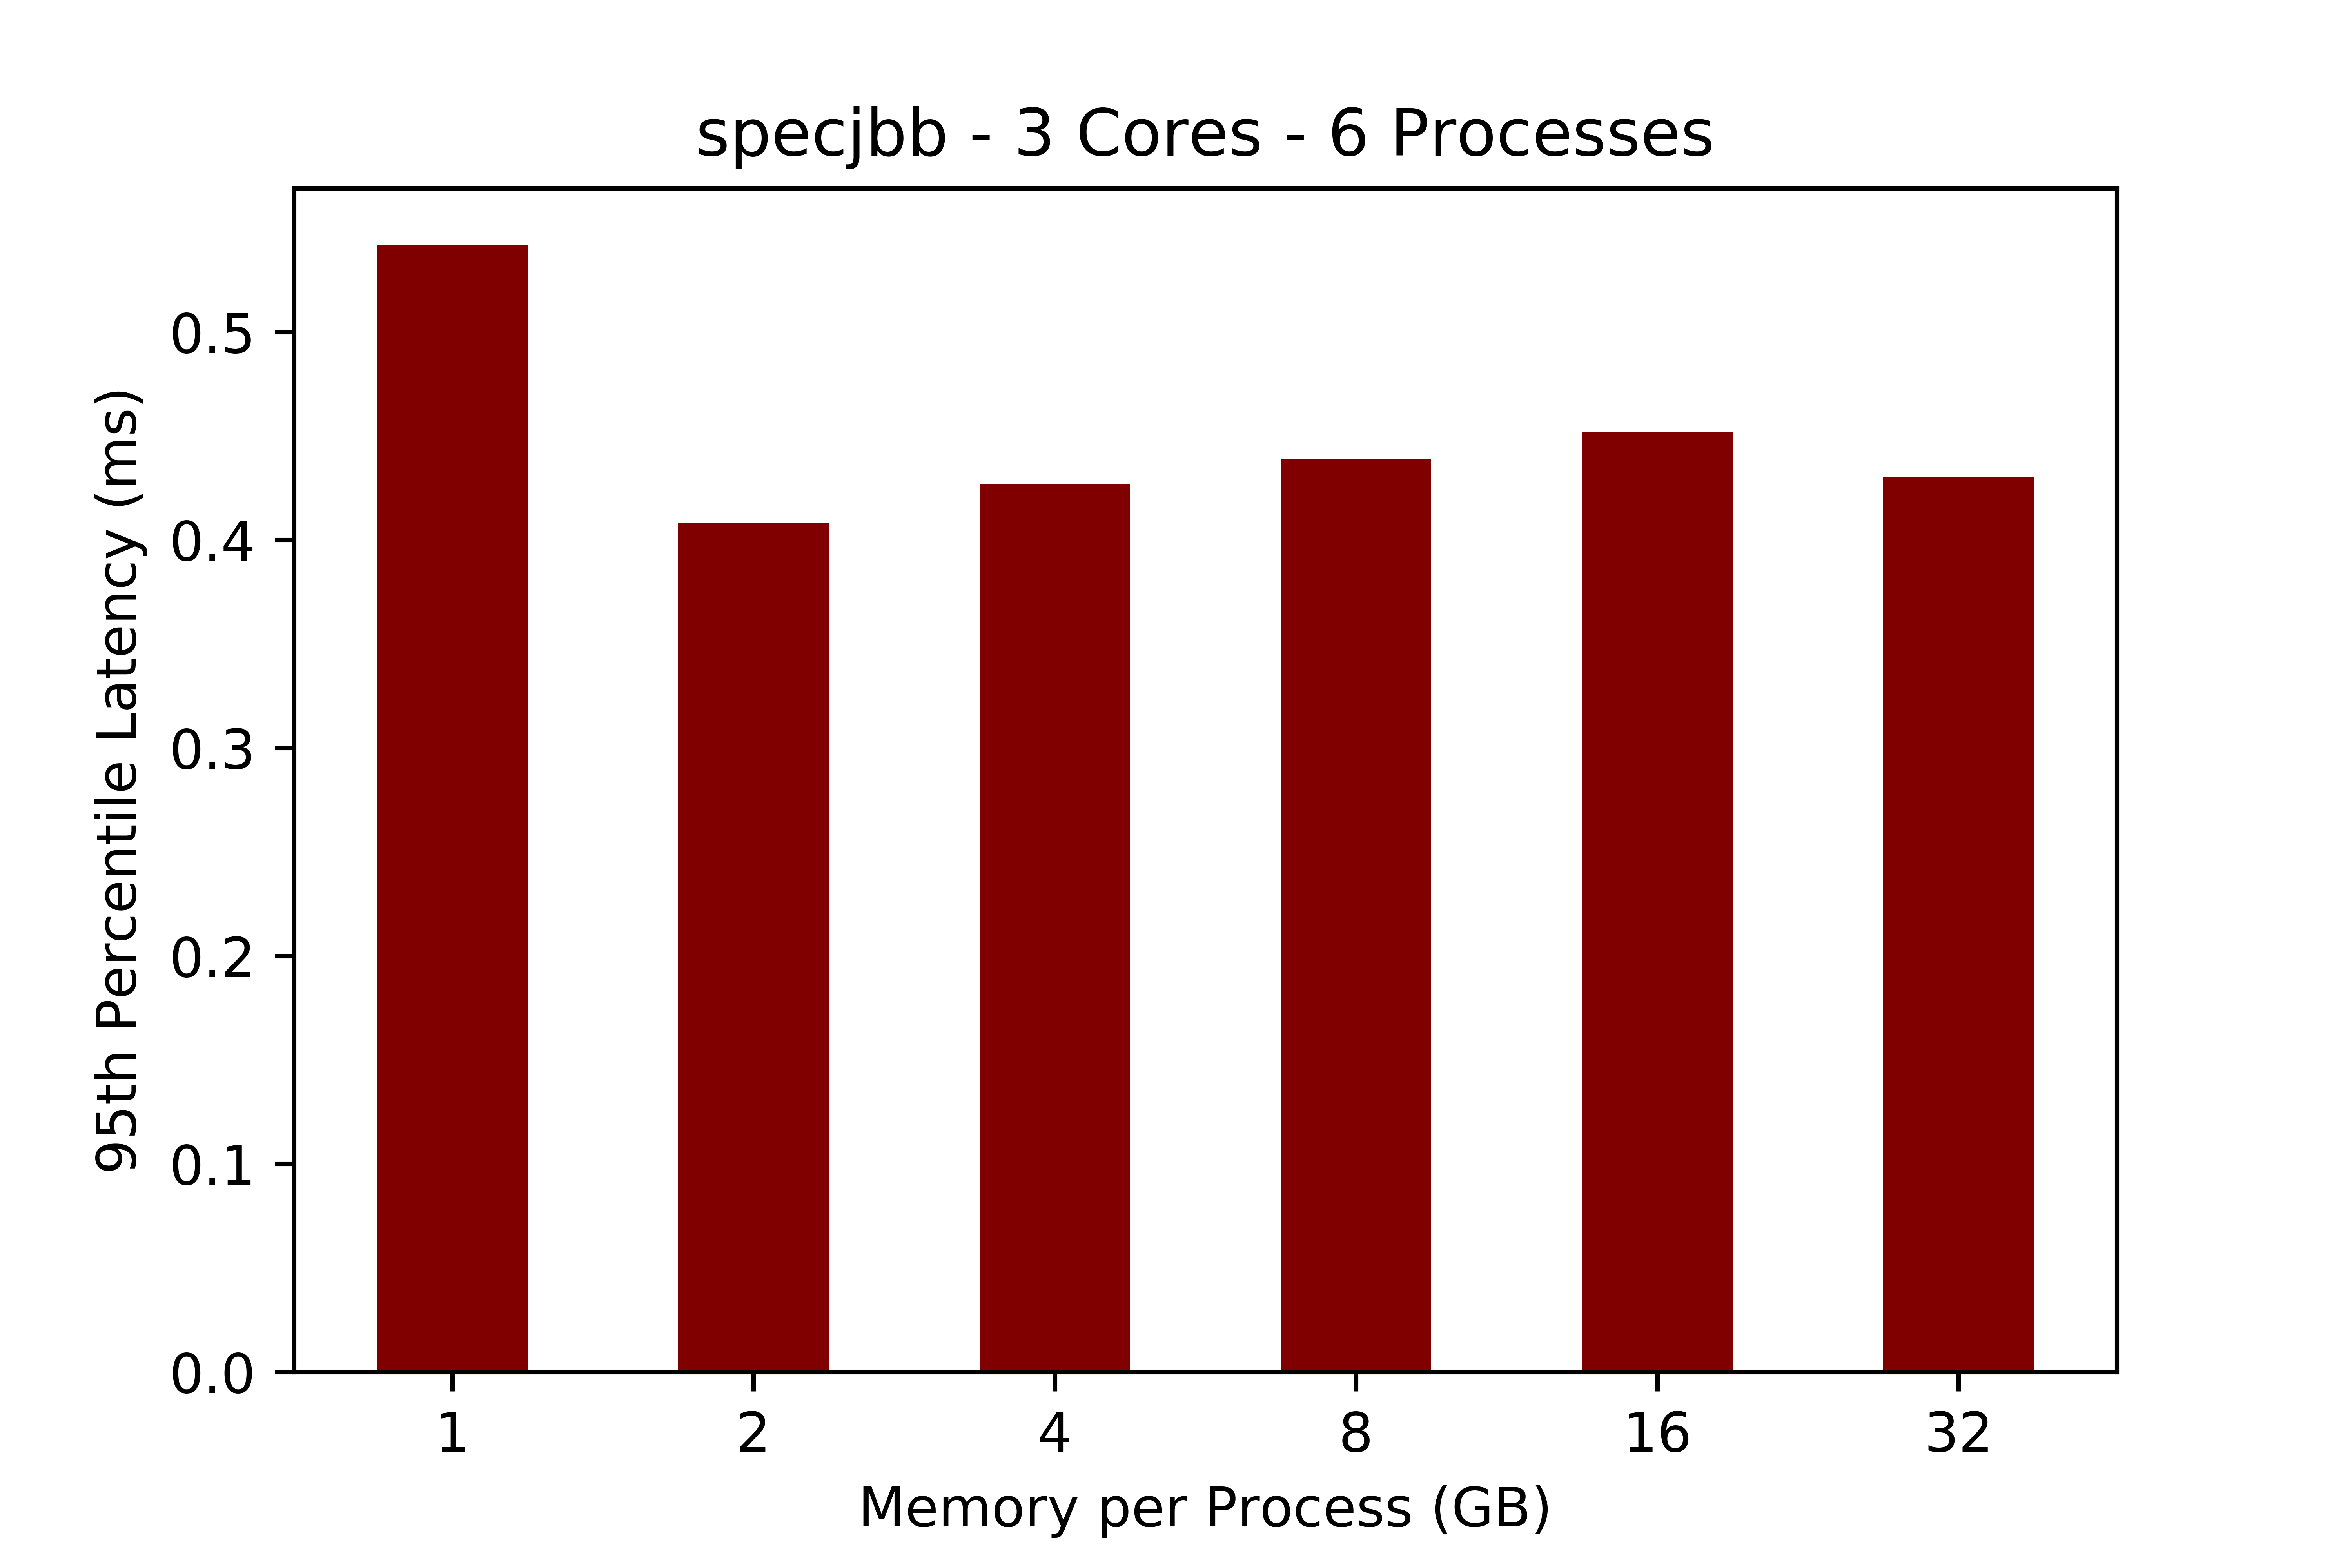 specjbb - 3 Cores - 6 Processes
95th Percentile Latency (ms)
0.5
0.4
0.3
0.2
0.1
0.0
1 2 4 8 16 32
Memory per Process (GB)